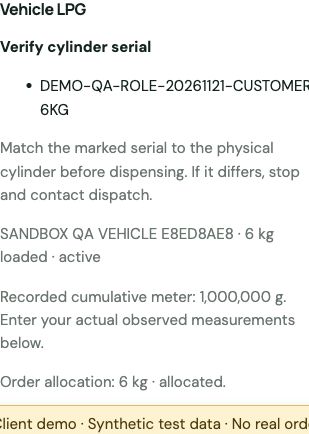 Vehicle LPG
Verify cylinder serial
• DEMO-QA-ROLE-20261121-CUSTOMER
6KG
Match the marked serial to the physical
cylinder before dispensing. If it differs, stop
and contact dispatch.
SANDBOX QA VEHICLE E8ED8AE8 · 6 kg
loaded · active
Recorded cumulative meter: 1,000,000 g.
Enter your actual observed measurements
below.
Order allocation: 6 kg · allocated.
Client demo · Synthetic test data · No real